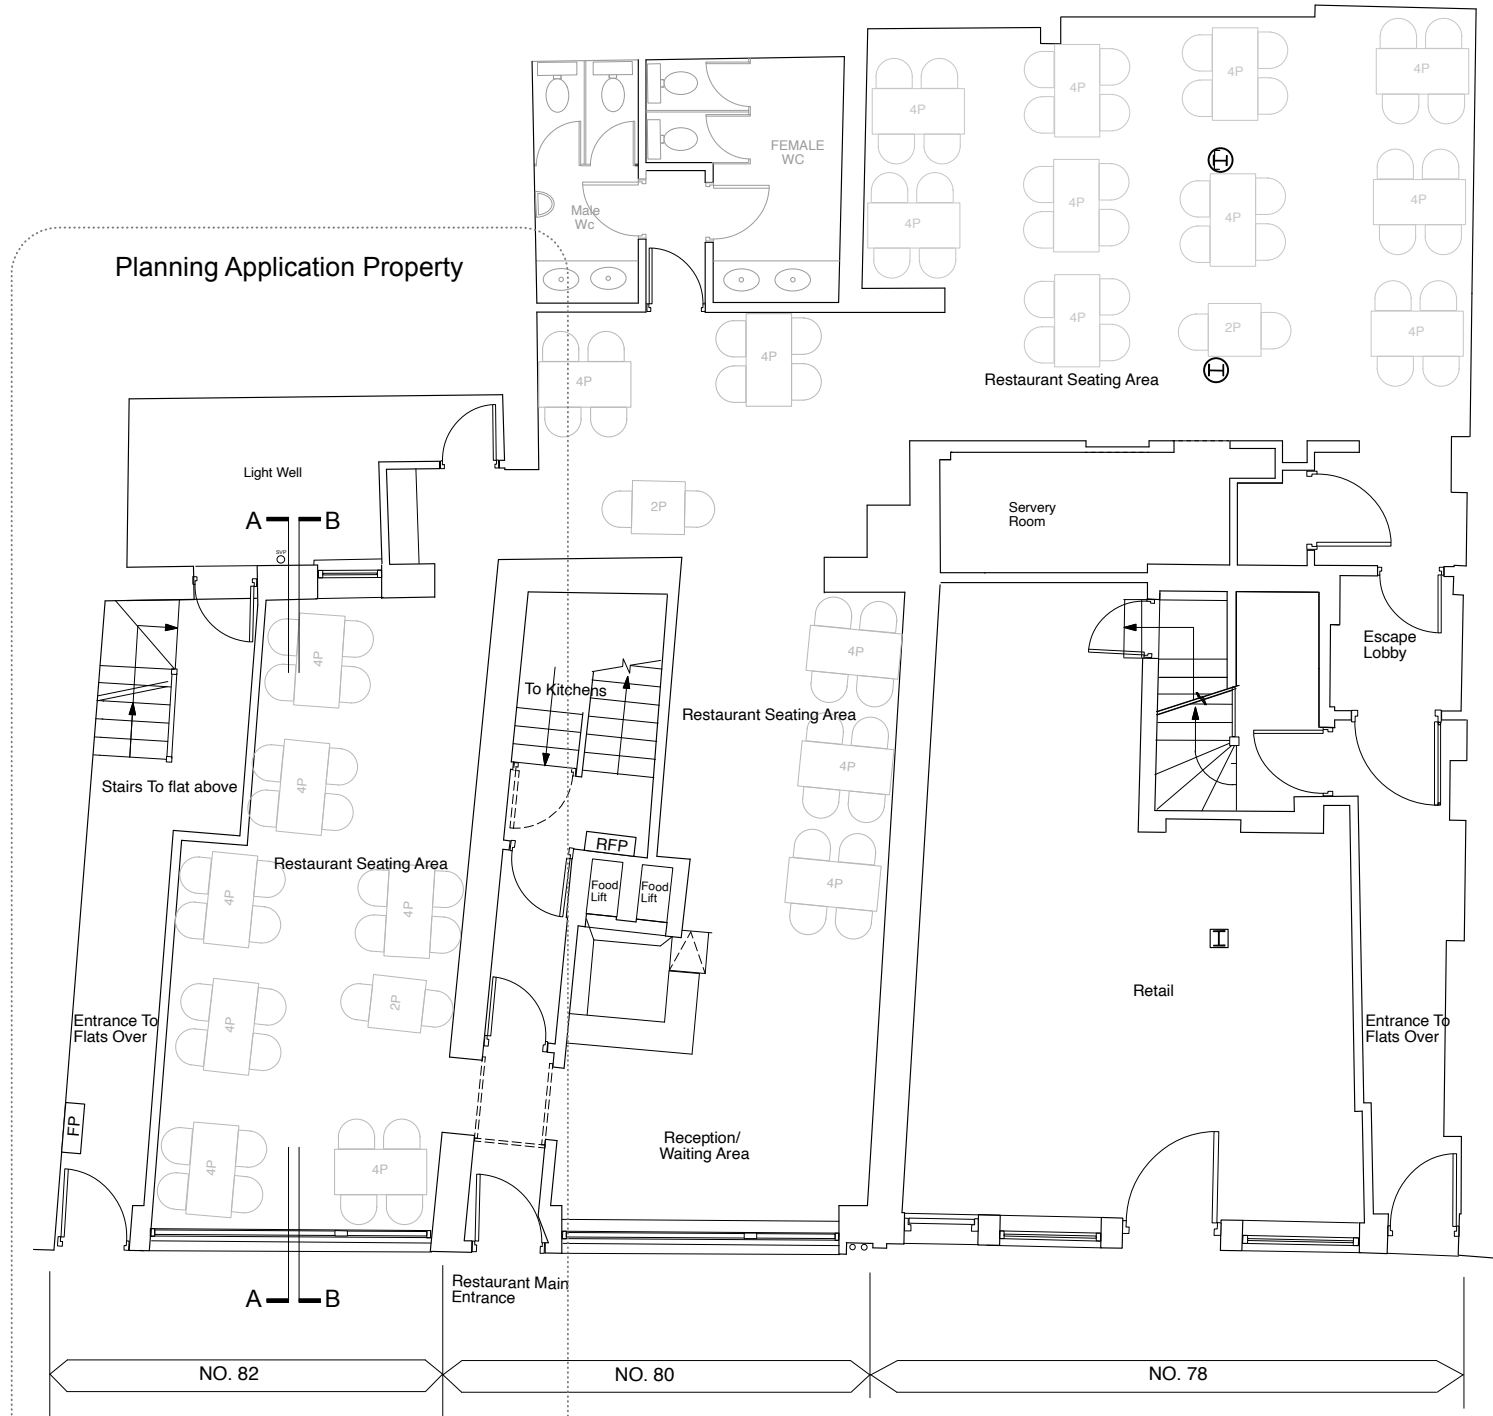 4P
4P
4P
4P
FEMALE
WC
4P
4P
4P
4P
Male
Wc
4P
Planning Application Property
4P
2P
4P
4P
4P
Restaurant Seating Area
Light Well
A
B
2P
Servery
Room
SVP
4P
4P
Escape
Lobby
To Kitchens
Restaurant Seating Area
4P
4P
Stairs To flat above
RFP
Restaurant Seating Area
4P
4P
Food
Lift
Food
Lift
4P
2P
4P
Retail
Entrance To
Flats Over
Entrance To
Flats Over
FP
4P
4P
Reception/
Waiting Area
Restaurant Main
Entrance
A
B
NO. 82
NO. 80
NO. 78